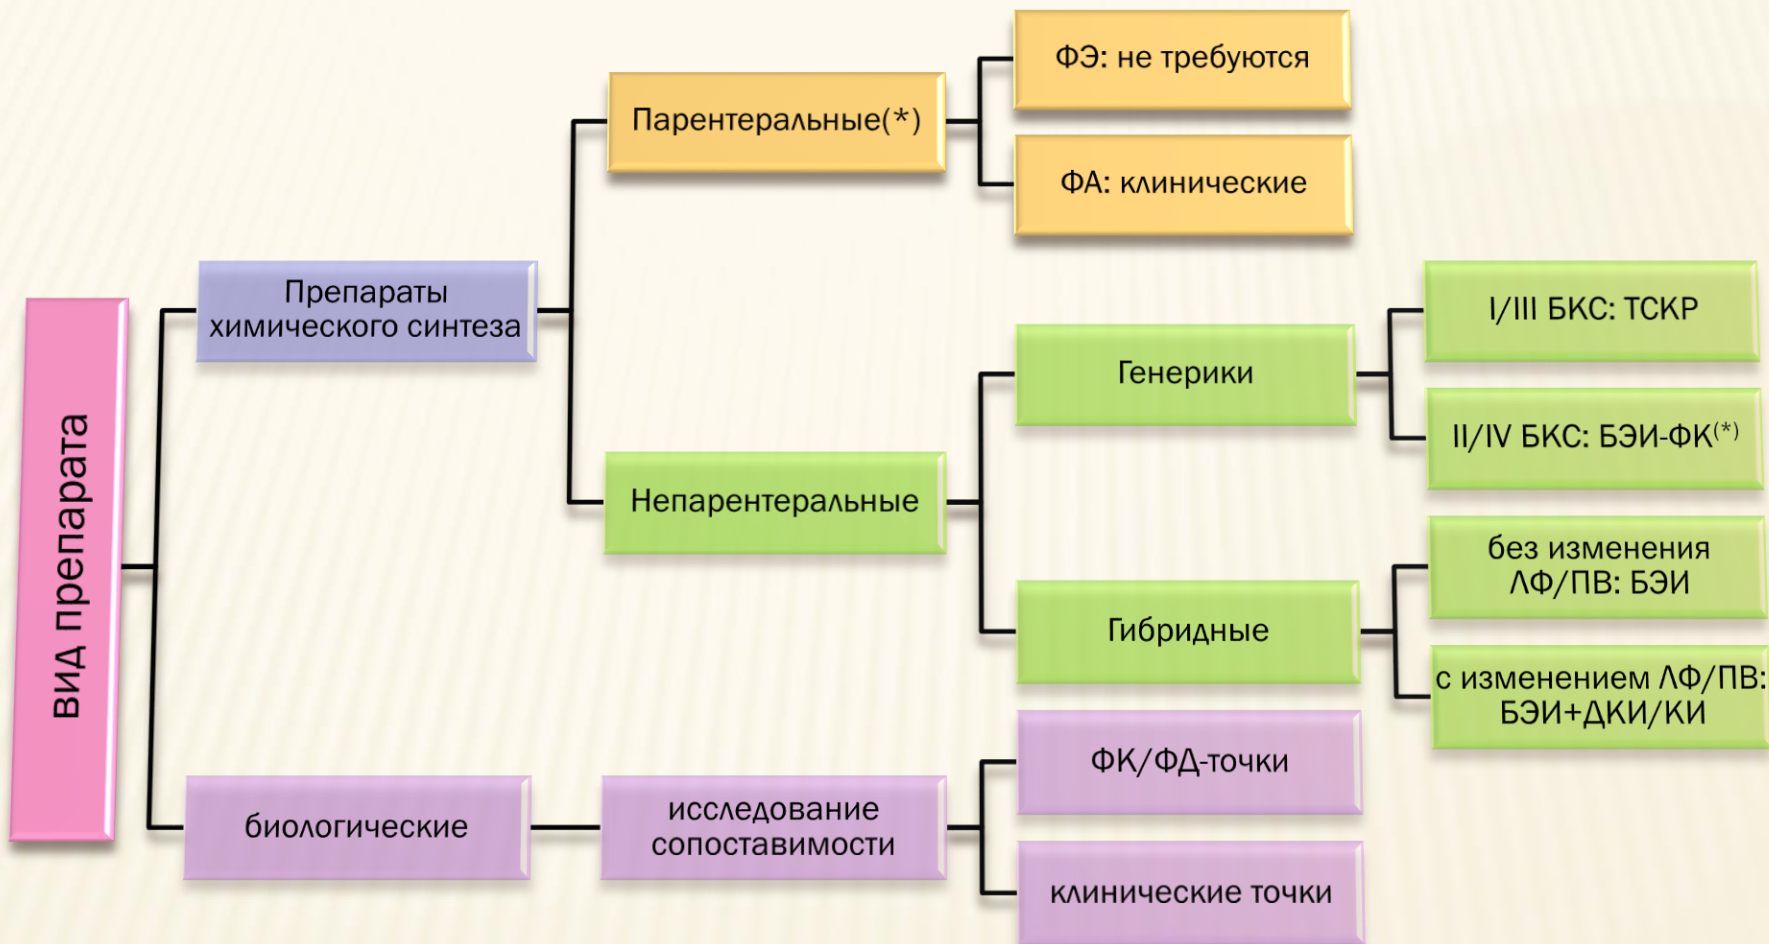 вид препарата
Препараты
химического синтеза
Парентеральные(*)
ФЭ: не требуются
ФА: клинические
Непарентеральные
Генерики
I/III БКС: ТСКР
II/IV БКС: БЭИ-ФК(*)
Гибридные
без изменения
ЛФ/ПВ: БЭИ
с изменением ЛФ/ПВ:
БЭИ+ДКИ/КИ
биологические
исследование
сопоставимости
ФК/ФД-точки
клинические точки